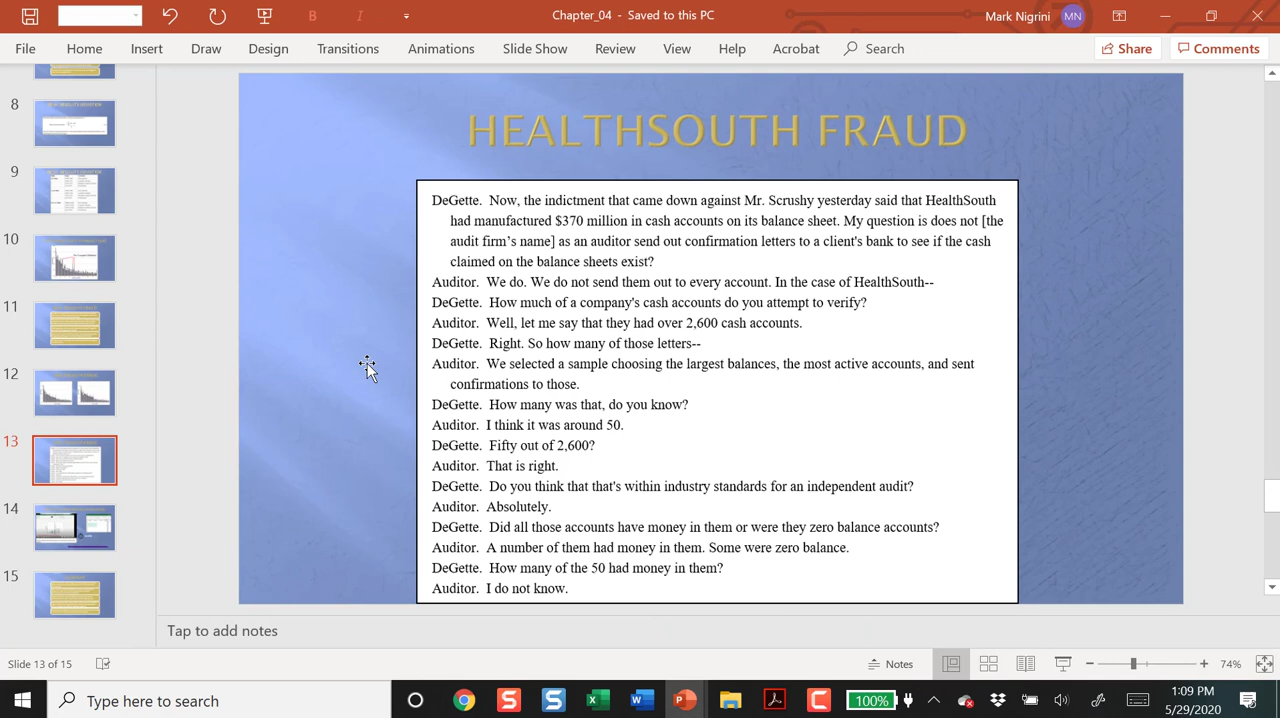 Chapter_04 - Saved to this PC
Mark Nigrini MN
File Home Insert Draw Design Transitions Animations Slide Show Review View Help Acrobat Search Share Comments
8
9
10
11
12
13
14
15
HEALTHSOUTH FRAUD
DeGette. Now, the indictment that came down against Mr. Scrushy yesterday said that HealthSouth
had manufactured $370 million in cash accounts on its balance sheet. My question is does not [the
audit firm's name] as an auditor send out confirmation letters to a client's bank to see if the cash
claimed on the balance sheets exist?
Auditor. We do. We do not send them out to every account. In the case of HealthSouth--
DeGette. How much of a company's cash accounts do you attempt to verify?
Auditor. Well, let me say that they had over 2,600 cash accounts.
DeGette. Right. So how many of those letters--
Auditor. We selected a sample choosing the largest balances, the most active accounts, and sent
confirmations to those.
DeGette. How many was that, do you know?
Auditor. I think it was around 50.
DeGette. Fifty out of 2,600?
Auditor. That is right.
DeGette. Do you think that that's within industry standards for an independent audit?
Auditor. Absolutely.
DeGette. Did all those accounts have money in them or were they zero balance accounts?
Auditor. A number of them had money in them. Some were zero balance.
DeGette. How many of the 50 had money in them?
Auditor. I do not know.
Tap to add notes
Slide 13 of 15 Notes 74%
Type here to search 100% 1:09 PM
5/29/2020